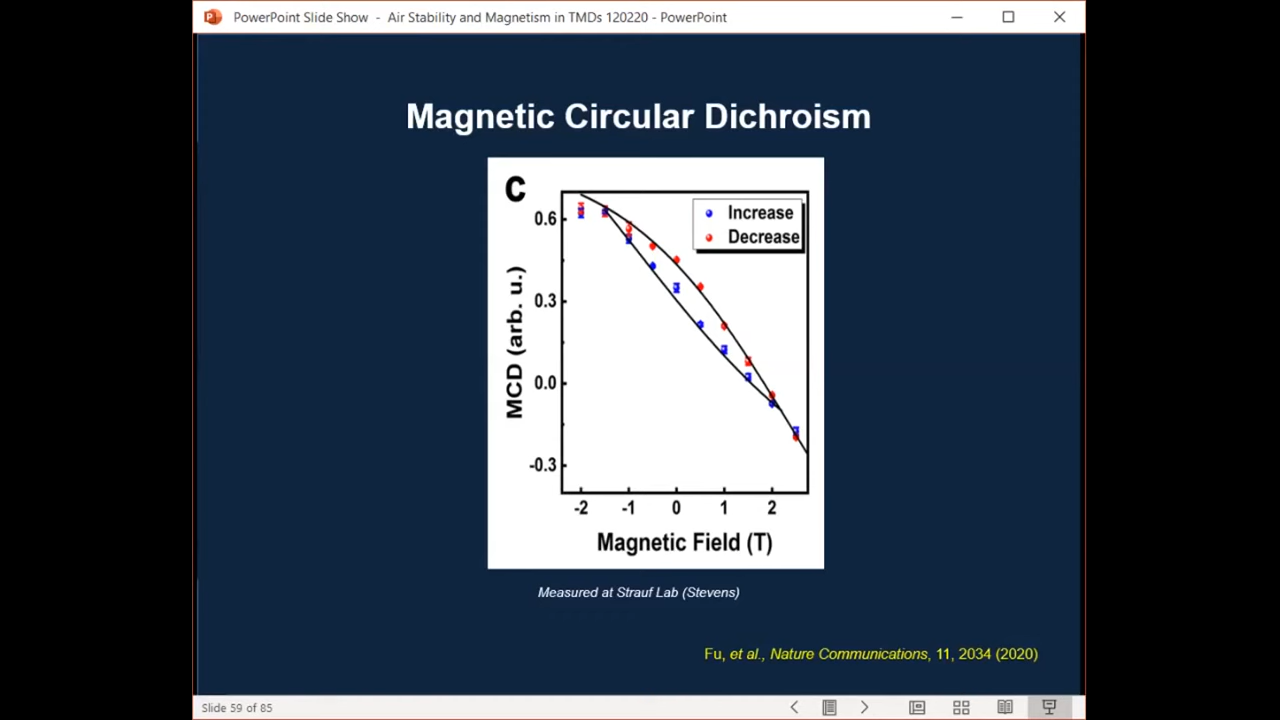 PowerPoint Slide Show - Air Stability and Magnetism in TMDs 120220 - PowerPoint
Magnetic Circular Dichroism
C
Increase
Decrease
0.6
0.3
0.0
-0.3
MCD (arb. u.)
-2 -1 0 1 2
Magnetic Field (T)
Measured at Strauf Lab (Stevens)
Fu, et al., Nature Communications, 11, 2034 (2020)
Slide 59 of 85